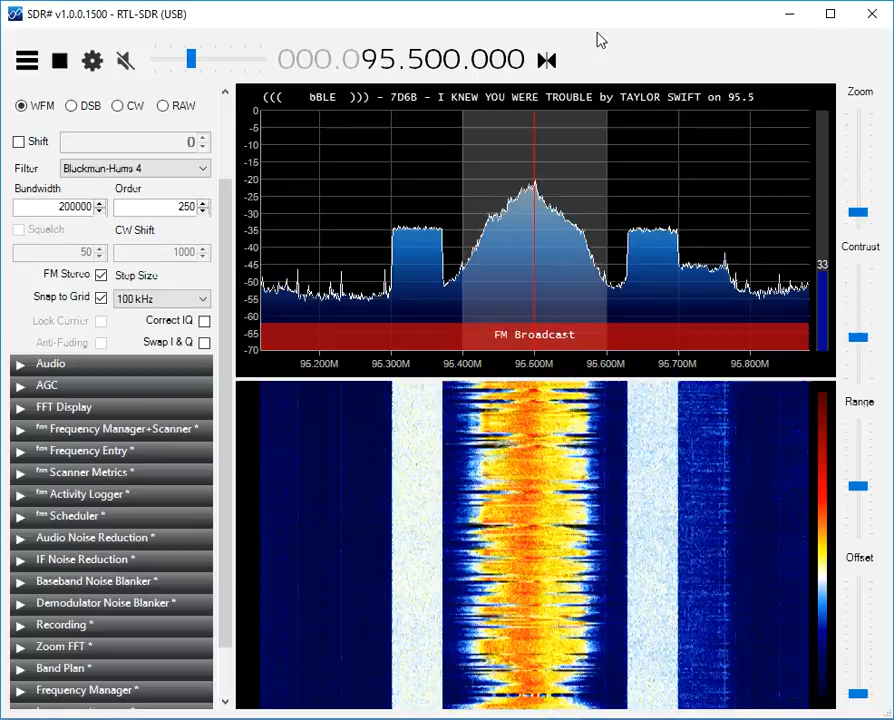 SDR# v1.0.0.1500 - RTL-SDR (USB)
000.095.500.000
WFM DSB CW RAW
Shift 0
Filter Blackman-Harris 4
Bandwidth Order
200000 250
Squelch CW Shift
50 1000
FM Stereo Step Size
Snap to Grid 100 kHz
Lock Carrier Correct IQ
Anti-Fading Swap I & Q
Audio
AGC
FFT Display
fms Frequency Manager+Scanner *
fms Frequency Entry *
fms Scanner Metrics *
fms Activity Logger *
fms Scheduler *
Audio Noise Reduction *
IF Noise Reduction *
Baseband Noise Blanker *
Demodulator Noise Blanker *
Recording *
Zoom FFT *
Band Plan *
Frequency Manager *
((( bBLE ))) - 7D6B - I KNEW YOU WERE TROUBLE by TAYLOR SWIFT on 95.5
0
-5
-10
-15
-20
-25
-30
-35
-40
-45
-50
-55
-60
-65
-70
FM Broadcast
95.200M 95.300M 95.400M 95.500M 95.600M 95.700M 95.800M
33
Zoom
Contrast
Range
Offset